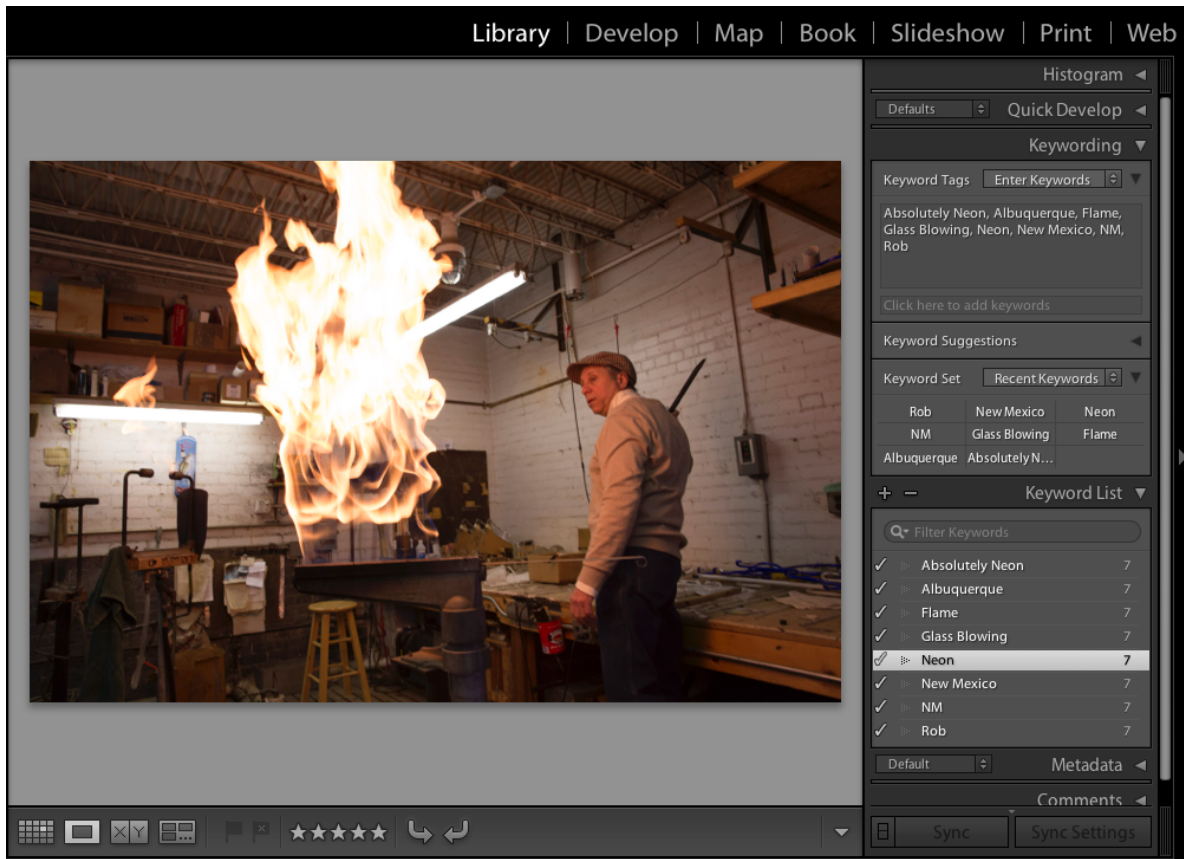 Library | Develop | Map | Book | Slideshow | Print | Web
Histogram
Defaults Quick Develop
Keywording
Keyword Tags Enter Keywords
Absolutely Neon, Albuquerque, Flame,
Glass Blowing, Neon, New Mexico, NM,
Rob
Click here to add keywords
Keyword Suggestions
Keyword Set Recent Keywords
Rob New Mexico Neon
NM Glass Blowing Flame
Albuquerque Absolutely N...
+ − Keyword List
Filter Keywords
Absolutely Neon 7
Albuquerque 7
Flame 7
Glass Blowing 7
Neon 7
New Mexico 7
NM 7
Rob 7
Default Metadata
Comments
X Y
Sync Sync Settings